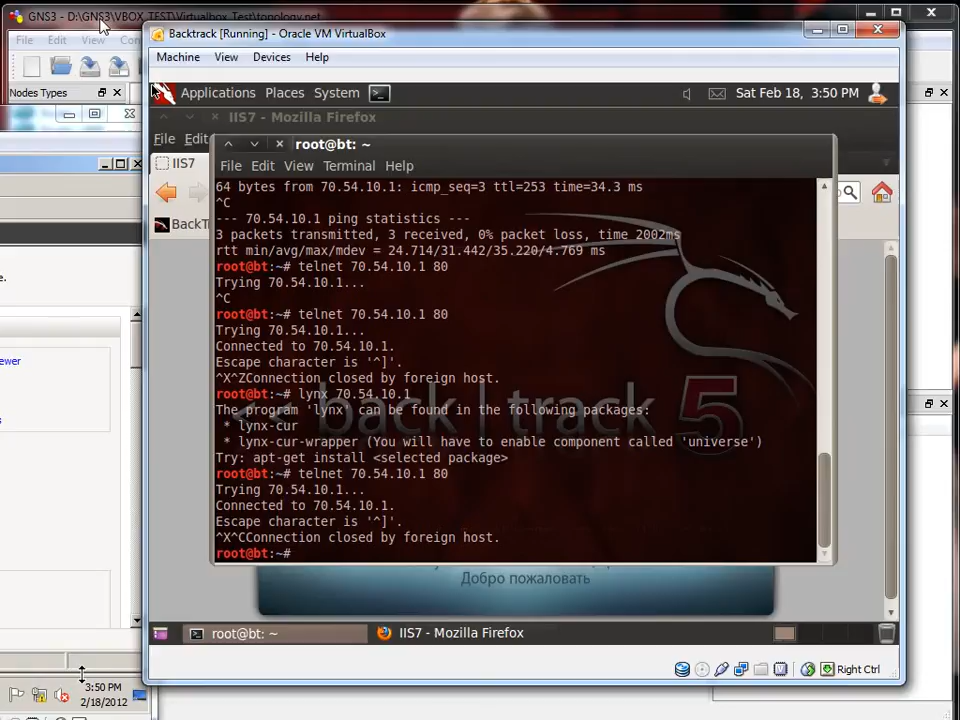 GNS3 - D:\GNS3\VBOX_TEST\Virtualbox_Test\topology.net
File Edit View
Nodes Types
Backtrack [Running] - Oracle VM VirtualBox
Machine View Devices Help
Applications Places System Sat Feb 18, 3:50 PM
IIS7 - Mozilla Firefox
File Edit
IIS7
root@bt: ~
File Edit View Terminal Help
64 bytes from 70.54.10.1: icmp_seq=3 ttl=253 time=34.3 ms
^C
--- 70.54.10.1 ping statistics ---
3 packets transmitted, 3 received, 0% packet loss, time 2002ms
rtt min/avg/max/mdev = 24.714/31.442/35.220/4.769 ms
root@bt:~# telnet 70.54.10.1 80
Trying 70.54.10.1...
^C
root@bt:~# telnet 70.54.10.1 80
Trying 70.54.10.1...
Connected to 70.54.10.1.
Escape character is '^]'.
^X^ZConnection closed by foreign host.
root@bt:~# lynx 70.54.10.1
The program 'lynx' can be found in the following packages:
* lynx-cur
* lynx-cur-wrapper (You will have to enable component called 'universe')
Try: apt-get install <selected package>
root@bt:~# telnet 70.54.10.1 80
Trying 70.54.10.1...
Connected to 70.54.10.1.
Escape character is '^]'.
^X^CConnection closed by foreign host.
root@bt:~#
<< back | track 5
Добро пожаловать
root@bt: ~ IIS7 - Mozilla Firefox
Right Ctrl
3:50 PM
2/18/2012